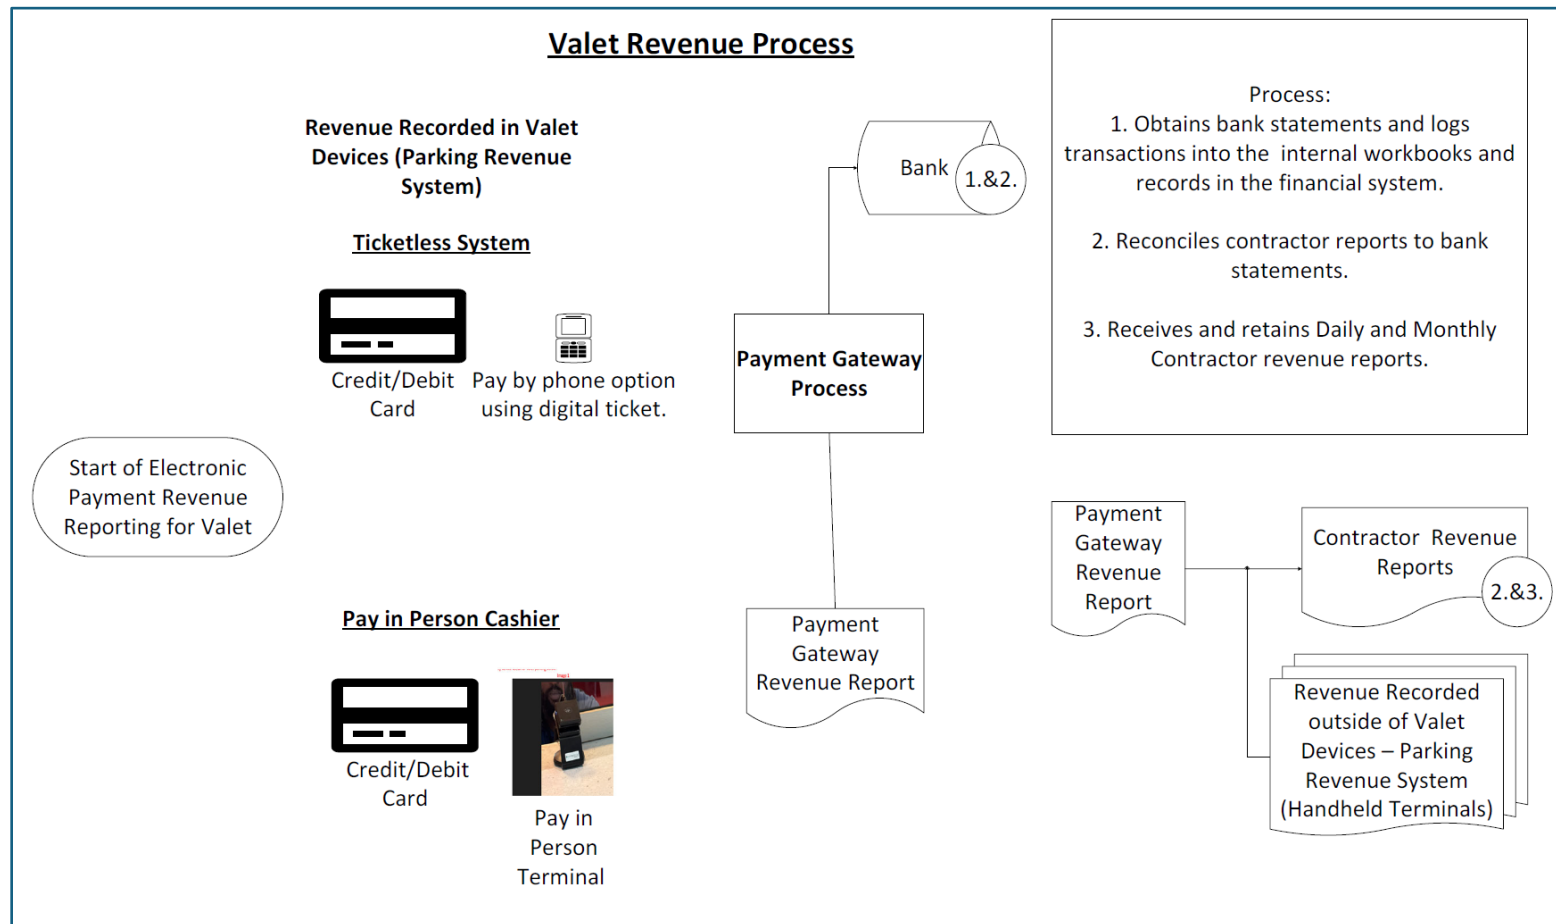 Valet Revenue Process
Revenue Recorded in Valet
Devices (Parking Revenue
System)
Ticketless System
Credit/Debit
Card
Pay by phone option
using digital ticket.
Start of Electronic
Payment Revenue
Reporting for Valet
Pay in Person Cashier
Credit/Debit
Card
Pay in
Person
Terminal
Bank
1.&2.
Payment Gateway
Process
Payment
Gateway
Revenue Report
Process:
1. Obtains bank statements and logs
transactions into the internal workbooks and
records in the financial system.
2. Reconciles contractor reports to bank
statements.
3. Receives and retains Daily and Monthly
Contractor revenue reports.
Payment
Gateway
Revenue
Report
Contractor Revenue
Reports
2.&3.
Revenue Recorded
outside of Valet
Devices – Parking
Revenue System
(Handheld Terminals)